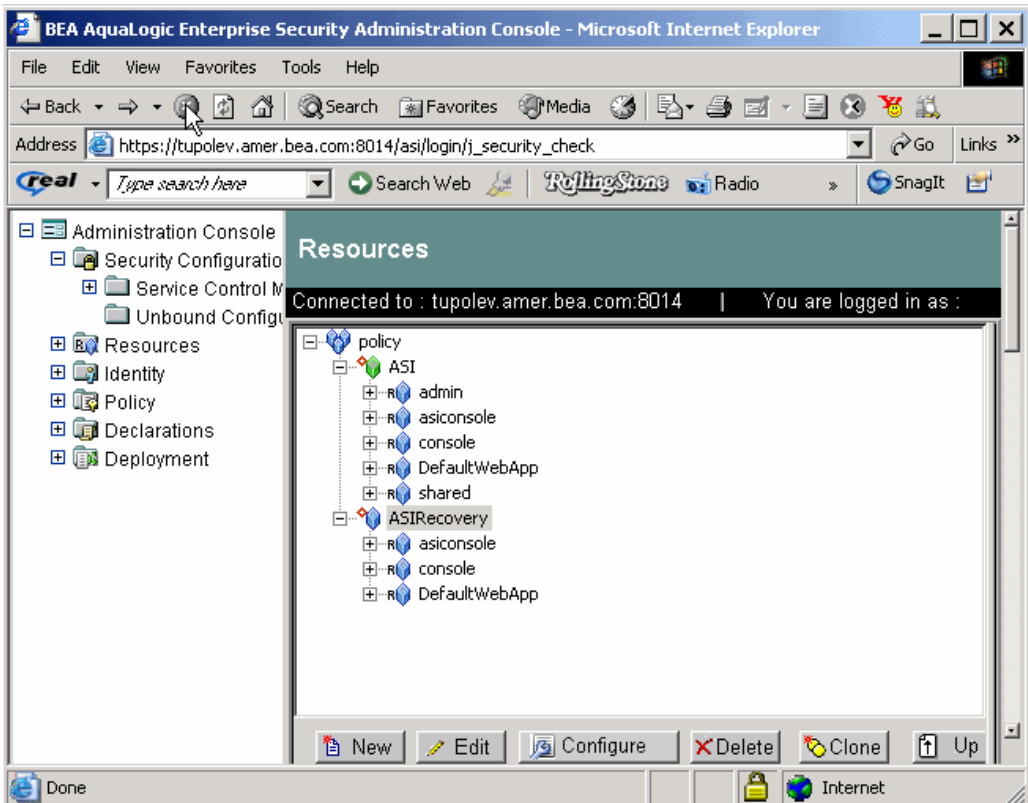 BEA AquaLogic Enterprise Security Administration Console - Microsoft Internet Explorer
File Edit View Favorites Tools Help
Back Search Favorites Media
Address https://tupolev.amer.bea.com:8014/asi/login/j_security_check Go Links »
real Type search here Search Web RollingStone Radio » SnagIt
Administration Console
Security Configuratio
Service Control M
Unbound Configu
Resources
Identity
Policy
Declarations
Deployment
Resources
Connected to : tupolev.amer.bea.com:8014 | You are logged in as :
policy
ASI
R admin
R asiconsole
R console
R DefaultWebApp
R shared
ASIRecovery
R asiconsole
R console
R DefaultWebApp
New Edit Configure Delete Clone Up
Done Internet